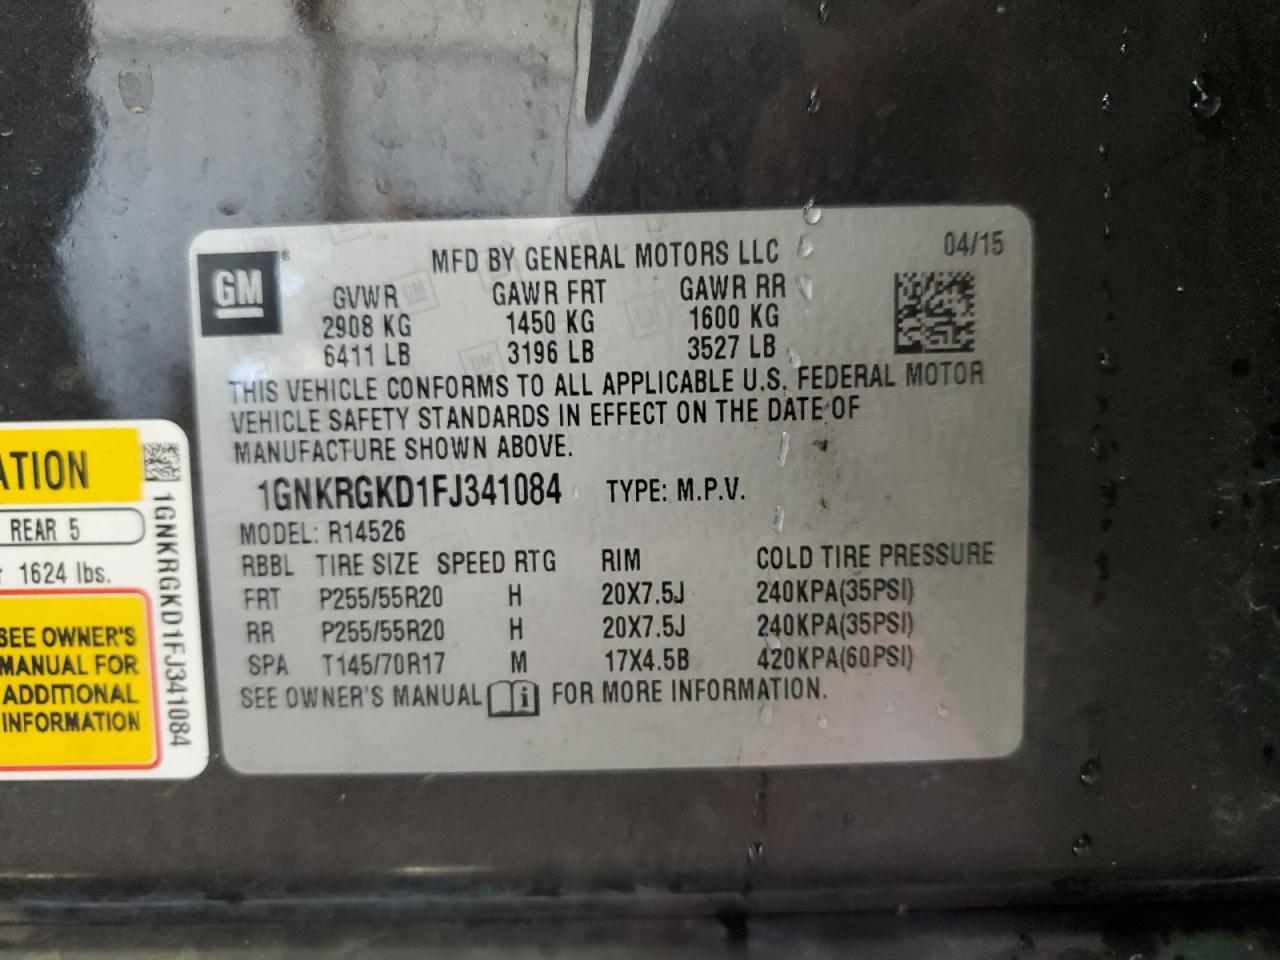 GM
MFD BY GENERAL MOTORS LLC
04/15
GVWR GAWR FRT GAWR RR
2908 KG 1450 KG 1600 KG
6411 LB 3196 LB 3527 LB
THIS VEHICLE CONFORMS TO ALL APPLICABLE U.S. FEDERAL MOTOR
VEHICLE SAFETY STANDARDS IN EFFECT ON THE DATE OF
MANUFACTURE SHOWN ABOVE.
1GNKRGKD1FJ341084 TYPE: M.P.V.
MODEL: R14526
RBBL TIRE SIZE SPEED RTG RIM COLD TIRE PRESSURE
FRT P255/55R20 H 20X7.5J 240KPA(35PSI)
RR P255/55R20 H 20X7.5J 240KPA(35PSI)
SPA T145/70R17 M 17X4.5B 420KPA(60PSI)
SEE OWNER'S MANUAL i FOR MORE INFORMATION.
ATION
REAR 5
1624 lbs.
SEE OWNER'S
MANUAL FOR
ADDITIONAL
INFORMATION
1GNKRGKD1FJ341084